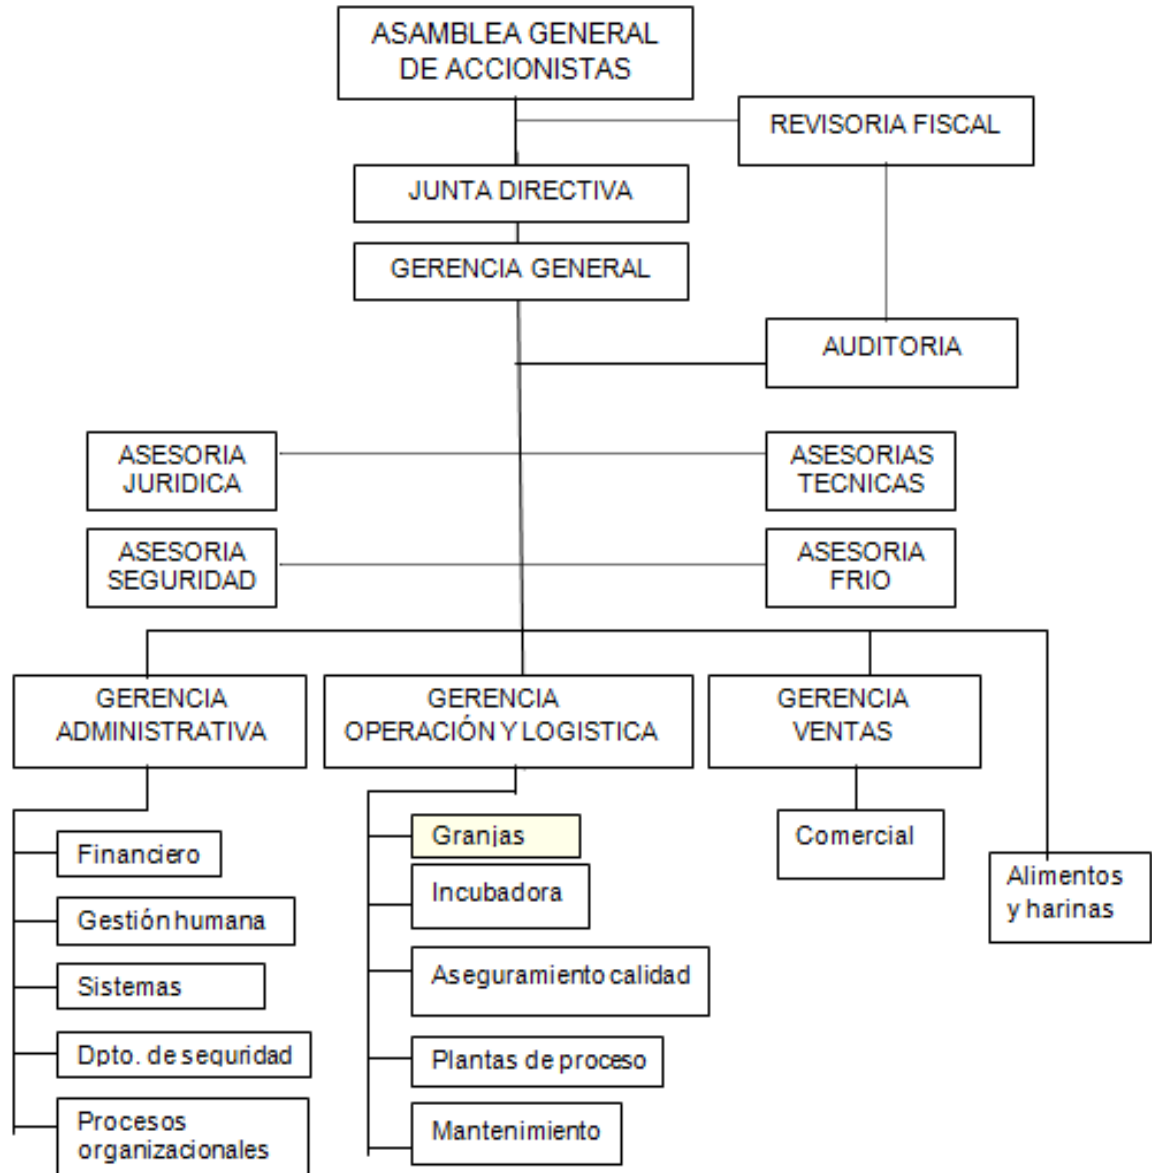 ASAMBLEA GENERAL
DE ACCIONISTAS
REVISORIA FISCAL
JUNTA DIRECTIVA
GERENCIA GENERAL
AUDITORIA
ASESORIA
JURIDICA
ASESORIAS
TECNICAS
ASESORIA
SEGURIDAD
ASESORIA
FRIO
GERENCIA
ADMINISTRATIVA
GERENCIA
OPERACIÓN Y LOGISTICA
GERENCIA
VENTAS
Financiero
Gestión humana
Sistemas
Dpto. de seguridad
Procesos
organizacionales
Granjas
Incubadora
Aseguramiento calidad
Plantas de proceso
Mantenimiento
Comercial
Alimentos
y harinas